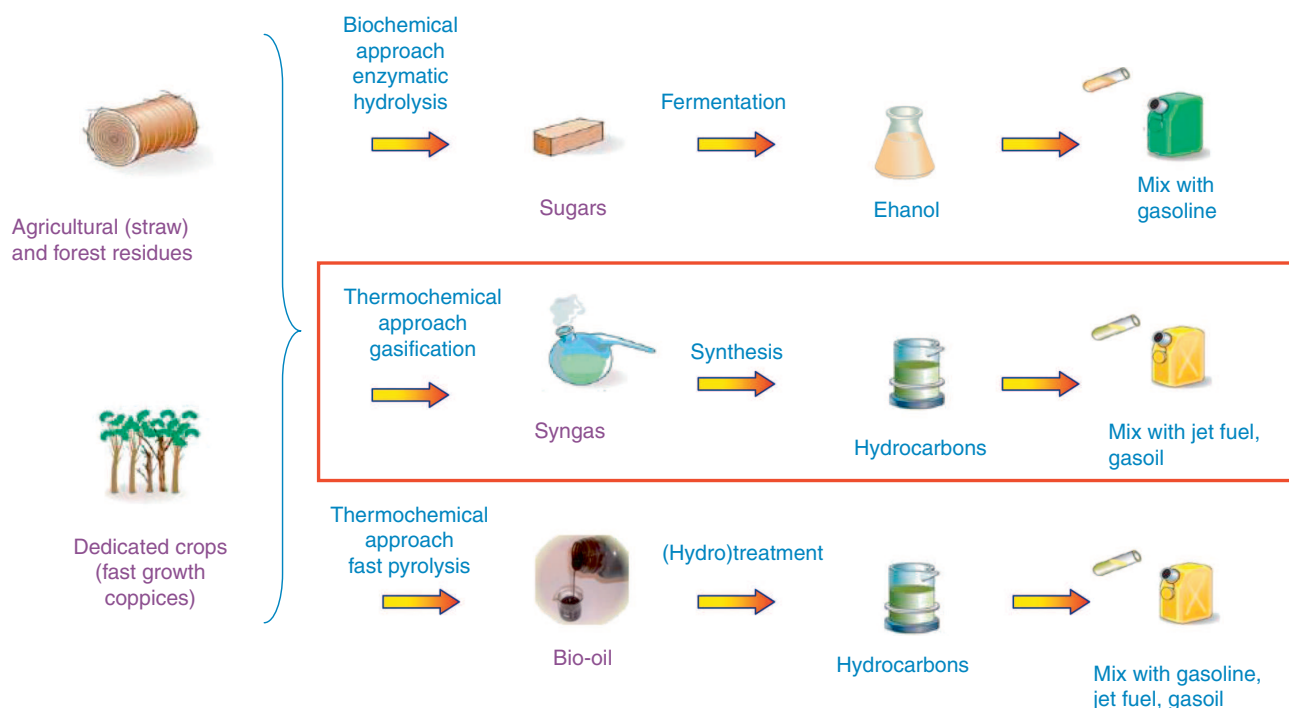 Biochemical
approach
enzymatic
hydrolysis
Fermentation
Sugars
Ehanol
Mix with
gasoline
Agricultural (straw)
and forest residues
Thermochemical
approach
gasification
Synthesis
Syngas
Hydrocarbons
Mix with jet fuel,
gasoil
Dedicated crops
(fast growth
coppices)
Thermochemical
approach
fast pyrolysis
(Hydro)treatment
Bio-oil
Hydrocarbons
Mix with gasoline,
jet fuel, gasoil